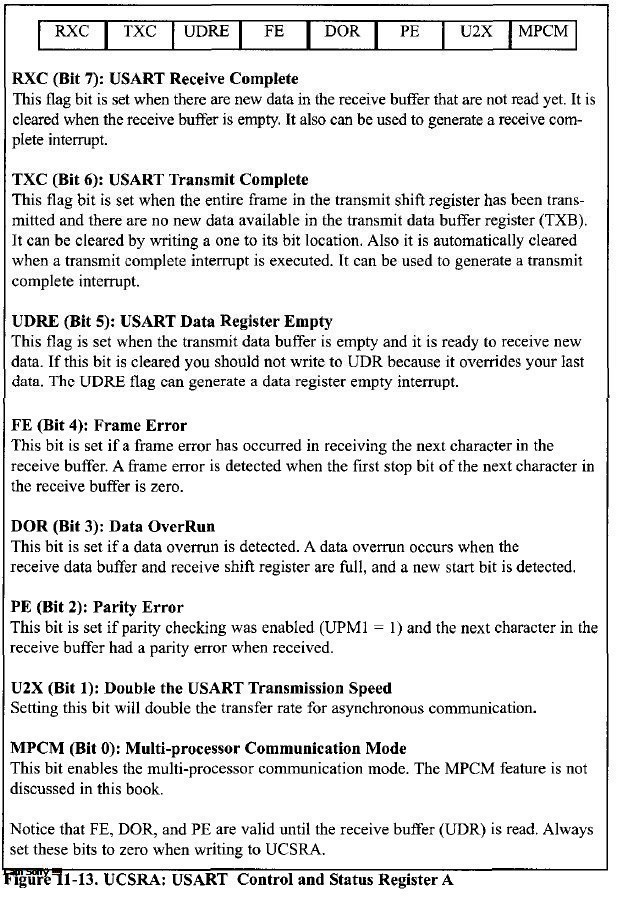 RXC TXC UDRE FE DOR PE U2X MPCM
RXC (Bit 7): USART Receive Complete
This flag bit is set when there are new data in the receive buffer that are not read yet. It is
cleared when the receive buffer is empty. It also can be used to generate a receive com-
plete interrupt.
TXC (Bit 6): USART Transmit Complete
This flag bit is set when the entire frame in the transmit shift register has been trans-
mitted and there are no new data available in the transmit data buffer register (TXB).
It can be cleared by writing a one to its bit location. Also it is automatically cleared
when a transmit complete interrupt is executed. It can be used to generate a transmit
complete interrupt.
UDRE (Bit 5): USART Data Register Empty
This flag is set when the transmit data buffer is empty and it is ready to receive new
data. If this bit is cleared you should not write to UDR because it overrides your last
data. The UDRE flag can generate a data register empty interrupt.
FE (Bit 4): Frame Error
This bit is set if a frame error has occurred in receiving the next character in the
receive buffer. A frame error is detected when the first stop bit of the next character in
the receive buffer is zero.
DOR (Bit 3): Data OverRun
This bit is set if a data overrun is detected. A data overrun occurs when the
receive data buffer and receive shift register are full, and a new start bit is detected.
PE (Bit 2): Parity Error
This bit is set if parity checking was enabled (UPM1 = 1) and the next character in the
receive buffer had a parity error when received.
U2X (Bit 1): Double the USART Transmission Speed
Setting this bit will double the transfer rate for asynchronous communication.
MPCM (Bit 0): Multi-processor Communication Mode
This bit enables the multi-processor communication mode. The MPCM feature is not
discussed in this book.
Notice that FE, DOR, and PE are valid until the receive buffer (UDR) is read. Always
set these bits to zero when writing to UCSRA.
Figure 11-13. UCSRA: USART Control and Status Register A